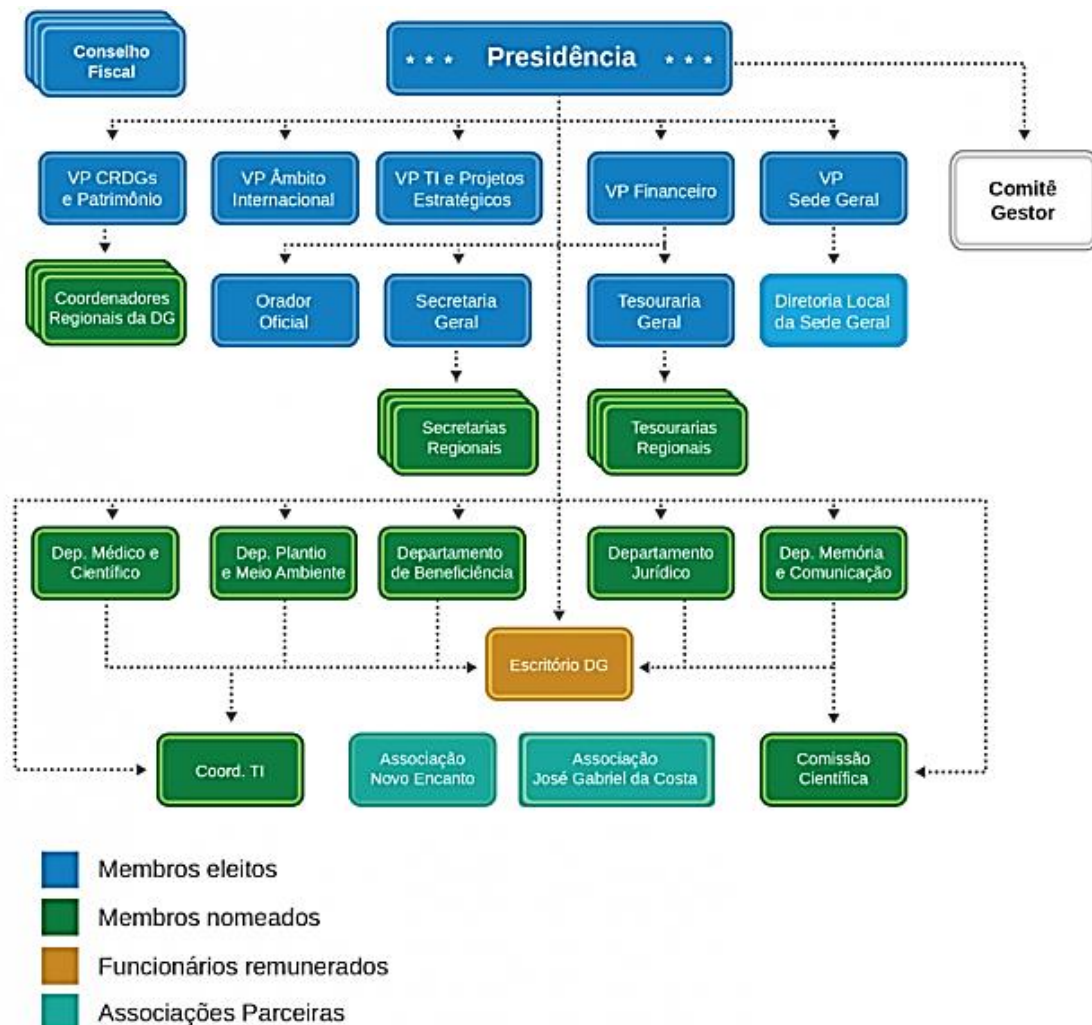 Conselho
Fiscal
* * * Presidência * * *
VP CRDGs
e Patrimônio
VP Âmbito
Internacional
VP TI e Projetos
Estratégicos
VP Financeiro
VP
Sede Geral
Comitê
Gestor
Coordenadores
Regionais da DG
Orador
Oficial
Secretaria
Geral
Tesouraria
Geral
Diretoria Local
da Sede Geral
Secretarias
Regionais
Tesourarias
Regionais
Dep. Médico e
Científico
Dep. Plantio
e Meio Ambiente
Departamento
de Beneficiência
Departamento
Jurídico
Dep. Memória
e Comunicação
Escritório DG
Coord. TI
Associação
Novo Encanto
Associação
José Gabriel da Costa
Comissão
Científica
Membros eleitos
Membros nomeados
Funcionários remunerados
Associações Parceiras